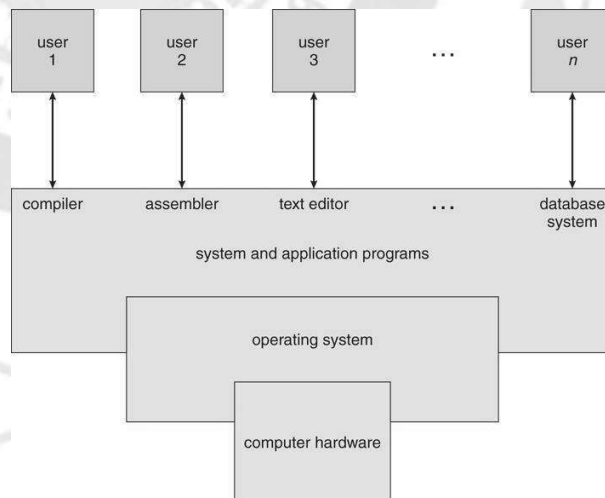 user
1
user
2
user
3
...
user
n
compiler
assembler
text editor
...
database
system
system and application programs
operating system
computer hardware